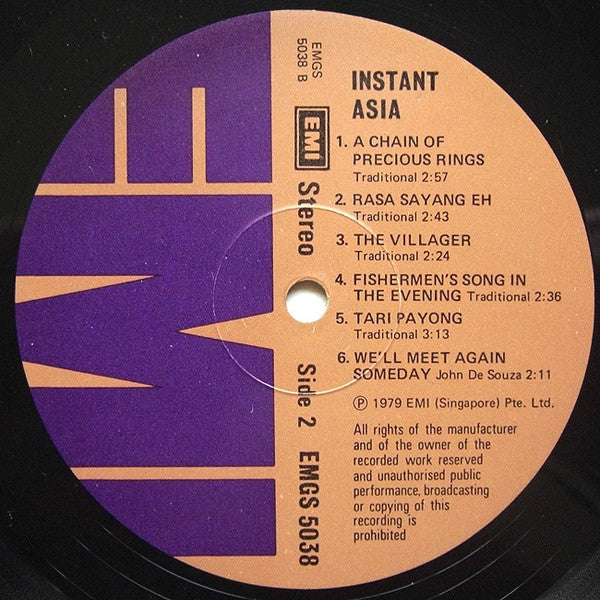 EMGS
5038 B
INSTANT
ASIA
EMI
Stereo
1. A CHAIN OF
PRECIOUS RINGS
Traditional 2:57
2. RASA SAYANG EH
Traditional 2:43
3. THE VILLAGER
Traditional 2:24
4. FISHERMEN'S SONG IN
THE EVENING Traditional 2:36
5. TARI PAYONG
Traditional 3:13
6. WE'LL MEET AGAIN
SOMEDAY John De Souza 2:11
Ⓟ 1979 EMI (Singapore) Pte. Ltd.
All rights of the manufacturer
and of the owner of the
recorded work reserved
and unauthorised public
performance, broadcasting
or copying of this
recording is
prohibited
Side 2 EMGS 5038
EMI